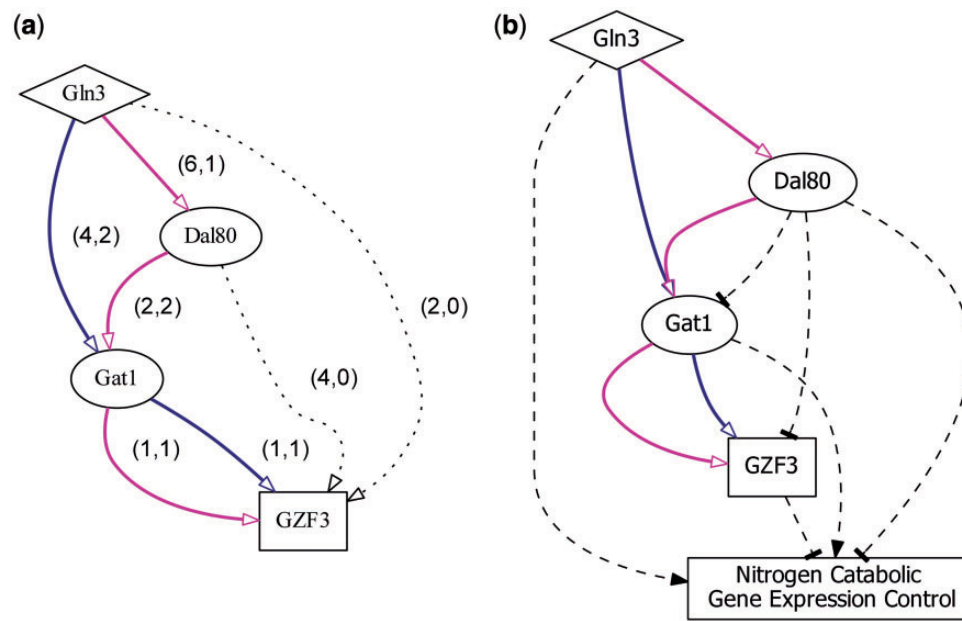 (a)
Gln3
(6,1)
(4,2)
Dal80
(2,2)
(2,0)
Gat1
(4,0)
(1,1)
(1,1)
GZF3
(b)
Gln3
Dal80
Gat1
GZF3
Nitrogen Catabolic
Gene Expression Control